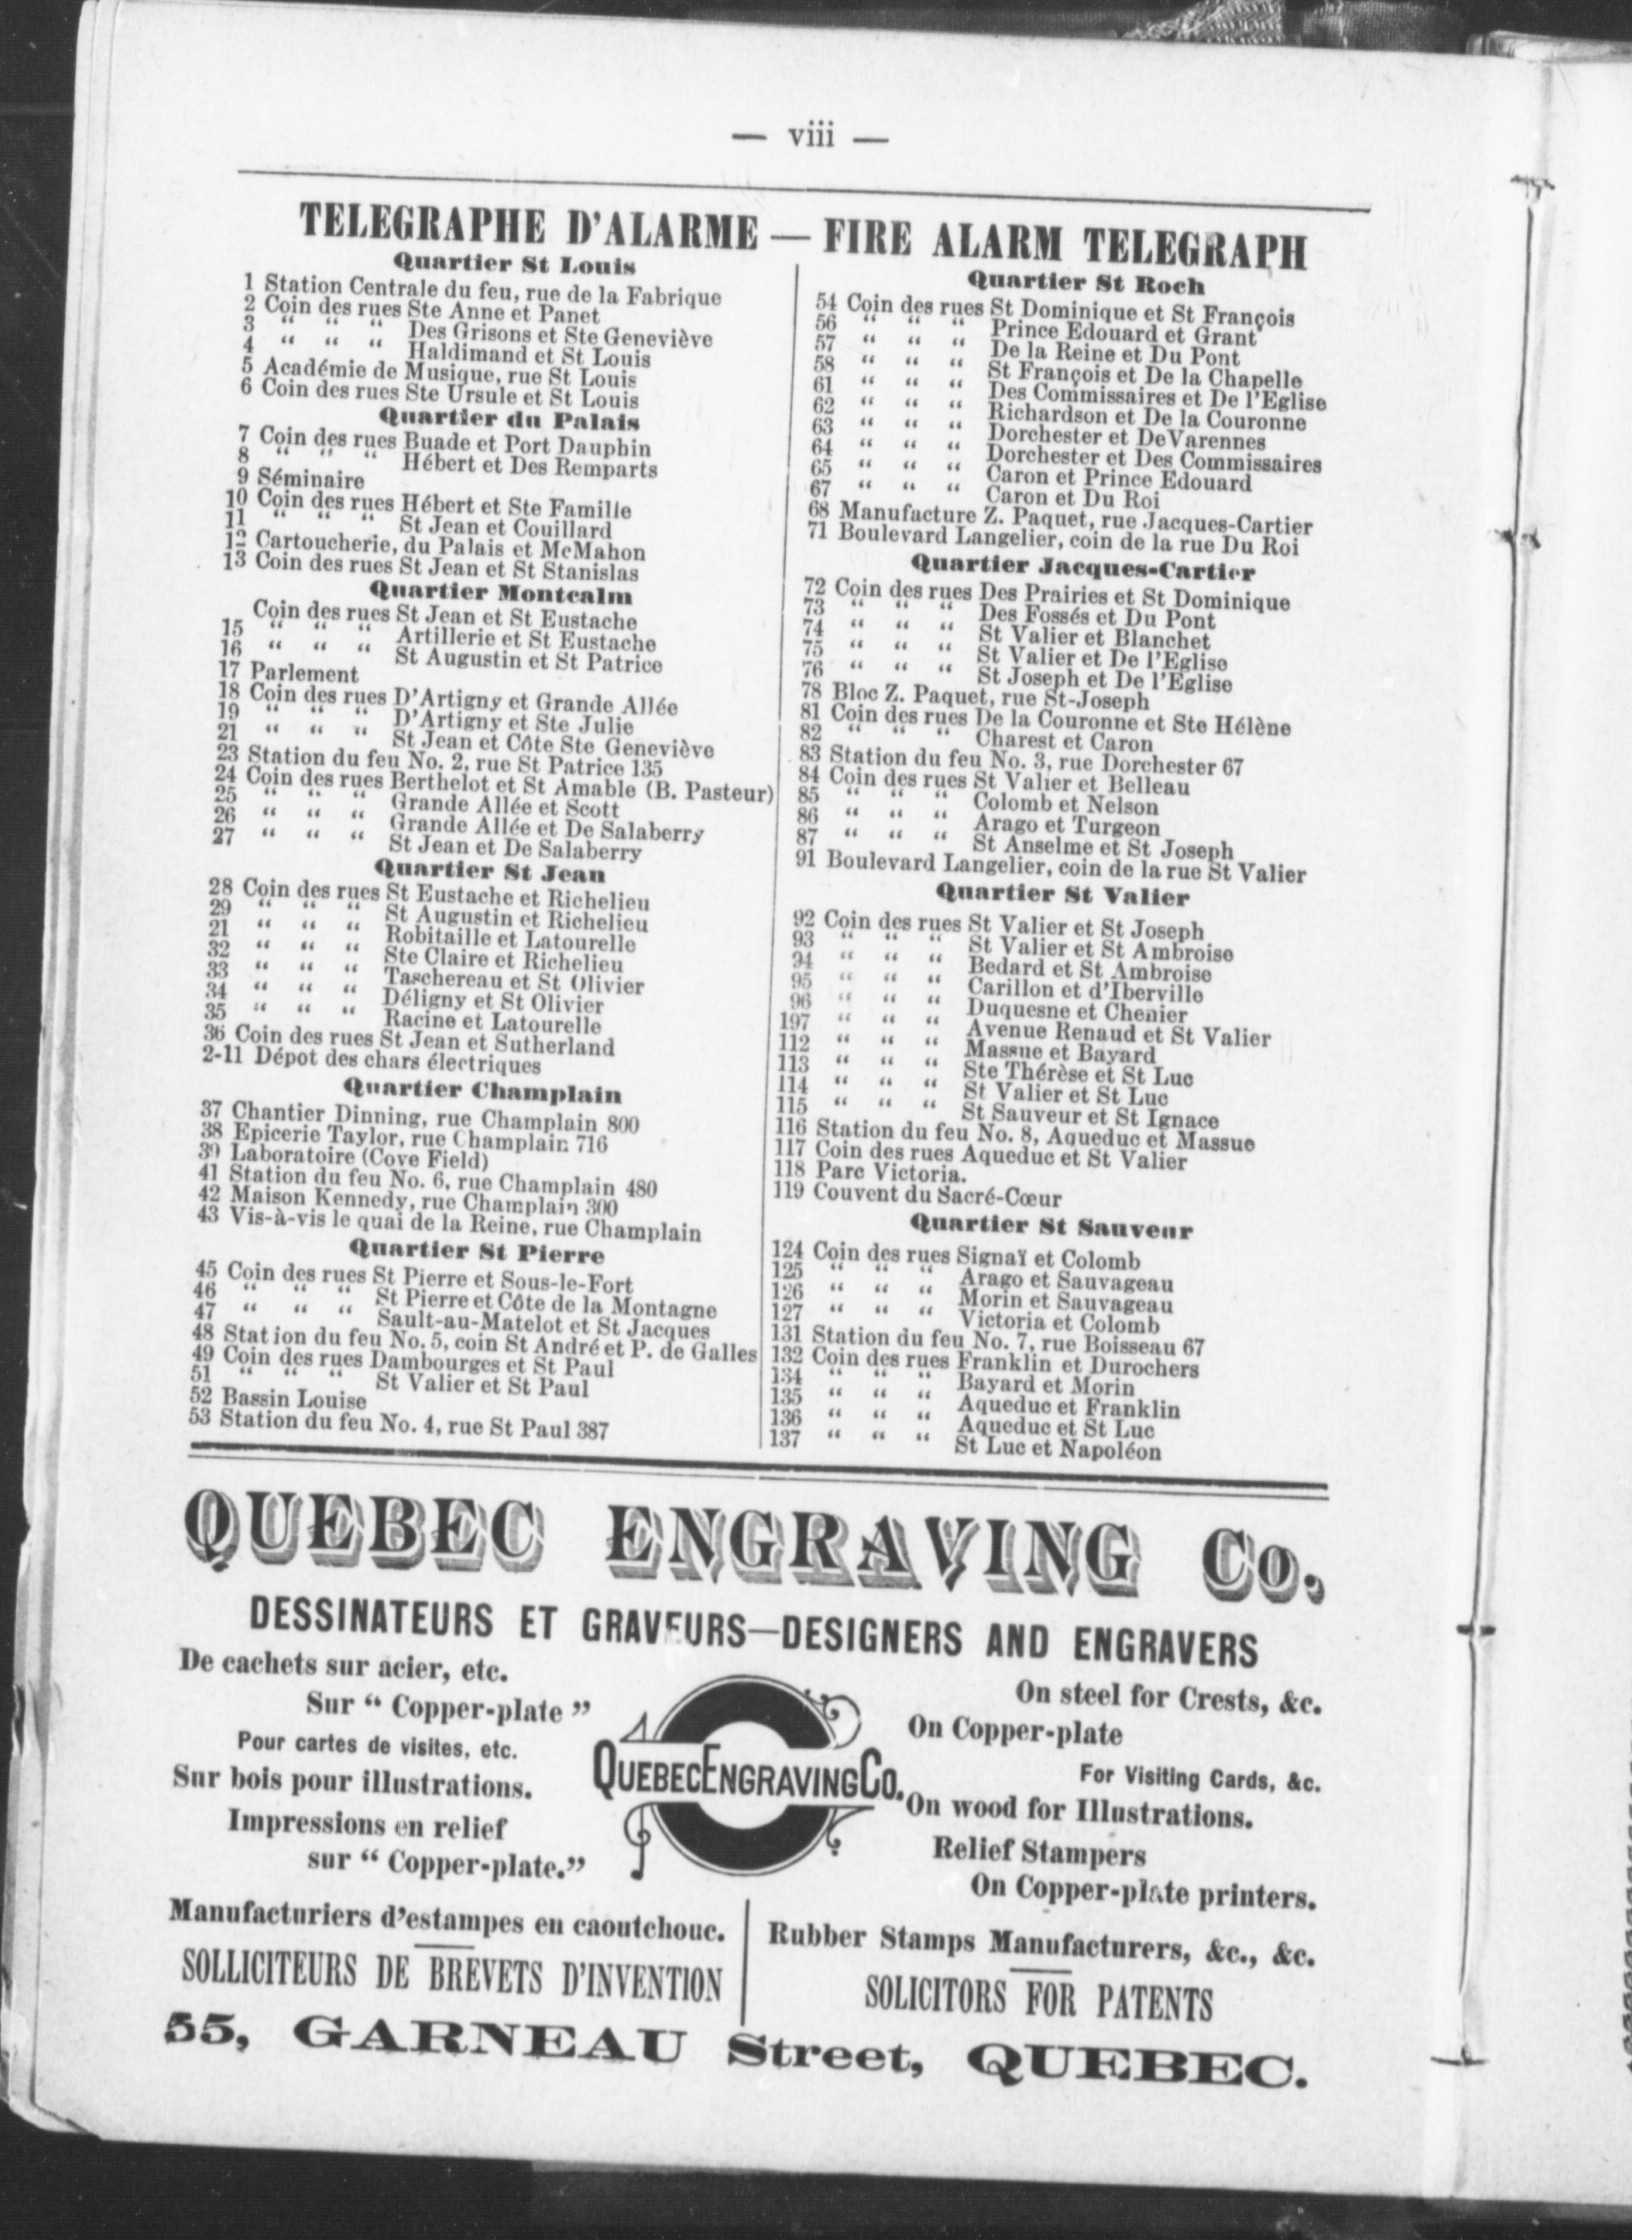 — viii —
TELEGRAPHE D'ALARME — FIRE ALARM TELEGRAPH
Quartier St Louis
1 Station Centrale du feu, rue de la Fabrique
2 Coin des rues Ste Anne et Panet
3 “ “ “ Des Grisons et Ste Geneviève
4 “ “ “ Haldimand et St Louis
5 Académie de Musique, rue St Louis
6 Coin des rues Ste Ursule et St Louis
Quartier du Palais
7 Coin des rues Buade et Port Dauphin
8 “ “ “ Hébert et Des Remparts
9 Séminaire
10 Coin des rues Hébert et Ste Famille
11 “ “ “ St Jean et Couillard
12 Cartoucherie, du Palais et McMahon
13 Coin des rues St Jean et St Stanislas
Quartier Montcalm
Coin des rues St Jean et St Eustache
15 “ “ “ Artillerie et St Eustache
16 “ “ “ St Augustin et St Patrice
17 Parlement
18 Coin des rues D'Artigny et Grande Allée
19 “ “ “ D'Artigny et Ste Julie
21 “ “ “ St Jean et Côte Ste Geneviève
23 Station du feu No. 2, rue St Patrice 135
24 Coin des rues Berthelot et St Amable (B. Pasteur)
25 “ “ “ Grande Allée et Scott
26 “ “ “ Grande Allée et De Salaberry
27 “ “ “ St Jean et De Salaberry
Quartier St Jean
28 Coin des rues St Eustache et Richelieu
29 “ “ “ St Augustin et Richelieu
21 “ “ “ Robitaille et Latourelle
32 “ “ “ Ste Claire et Richelieu
33 “ “ “ Taschereau et St Olivier
34 “ “ “ Déligny et St Olivier
35 “ “ “ Racine et Latourelle
36 Coin des rues St Jean et Sutherland
2-11 Dépot des chars électriques
Quartier Champlain
37 Chantier Dinning, rue Champlain 800
38 Epicerie Taylor, rue Champlain 716
39 Laboratoire (Cove Field)
41 Station du feu No. 6, rue Champlain 480
42 Maison Kennedy, rue Champlain 300
43 Vis-à-vis le quai de la Reine, rue Champlain
Quartier St Pierre
45 Coin des rues St Pierre et Sous-le-Fort
46 “ “ “ St Pierre et Côte de la Montagne
47 “ “ “ Sault-au-Matelot et St Jacques
48 Station du feu No. 5, coin St André et P. de Galles
49 Coin des rues Dambourges et St Paul
51 “ “ “ St Valier et St Paul
52 Bassin Louise
53 Station du feu No. 4, rue St Paul 387
Quartier St Roch
54 Coin des rues St Dominique et St François
56 “ “ “ Prince Edouard et Grant
57 “ “ “ De la Reine et Du Pont
58 “ “ “ St François et De la Chapelle
61 “ “ “ Des Commissaires et De l'Eglise
62 “ “ “ Richardson et De la Couronne
63 “ “ “ Dorchester et DeVarennes
64 “ “ “ Dorchester et Des Commissaires
65 “ “ “ Caron et Prince Edouard
67 “ “ “ Caron et Du Roi
68 Manufacture Z. Paquet, rue Jacques-Cartier
71 Boulevard Langelier, coin de la rue Du Roi
Quartier Jacques-Cartier
72 Coin des rues Des Prairies et St Dominique
73 “ “ “ Des Fossés et Du Pont
74 “ “ “ St Valier et Blanchet
75 “ “ “ St Valier et De l'Eglise
76 “ “ “ St Joseph et De l'Eglise
78 Bloc Z. Paquet, rue St-Joseph
81 Coin des rues De la Couronne et Ste Hélène
82 “ “ “ Charest et Caron
83 Station du feu No. 3, rue Dorchester 67
84 Coin des rues St Valier et Belleau
85 “ “ “ Colomb et Nelson
86 “ “ “ Arago et Turgeon
87 “ “ “ St Anselme et St Joseph
91 Boulevard Langelier, coin de la rue St Valier
Quartier St Valier
92 Coin des rues St Valier et St Joseph
93 “ “ “ St Valier et St Ambroise
94 “ “ “ Bedard et St Ambroise
95 “ “ “ Carillon et d'Iberville
96 “ “ “ Duquesne et Chenier
197 “ “ “ Avenue Renaud et St Valier
112 “ “ “ Massue et Bayard
113 “ “ “ Ste Thérèse et St Luc
114 “ “ “ St Valier et St Luc
115 “ “ “ St Sauveur et St Ignace
116 Station du feu No. 8, Aqueduc et Massue
117 Coin des rues Aqueduc et St Valier
118 Parc Victoria.
119 Couvent du Sacré-Cœur
Quartier St Sauveur
124 Coin des rues Signaï et Colomb
125 “ “ “ Arago et Sauvageau
126 “ “ “ Morin et Sauvageau
127 “ “ “ Victoria et Colomb
131 Station du feu No. 7, rue Boisseau 67
132 Coin des rues Franklin et Durochers
134 “ “ “ Bayard et Morin
135 “ “ “ Aqueduc et Franklin
136 “ “ “ Aqueduc et St Luc
137 “ “ “ St Luc et Napoléon
QUEBEC ENGRAVING Co.
DESSINATEURS ET GRAVEURS—DESIGNERS AND ENGRAVERS
De cachets sur acier, etc.
Sur “ Copper-plate ”
Pour cartes de visites, etc.
Sur bois pour illustrations.
Impressions en relief
sur “ Copper-plate.”
QUEBEC ENGRAVING CO.
On steel for Crests, &c.
On Copper-plate
For Visiting Cards, &c.
On wood for Illustrations.
Relief Stampers
On Copper-plate printers.
Manufacturiers d'estampes en caoutchouc.
SOLLICITEURS DE BREVETS D'INVENTION
Rubber Stamps Manufacturers, &c., &c.
SOLICITORS FOR PATENTS
55, GARNEAU Street, QUEBEC.